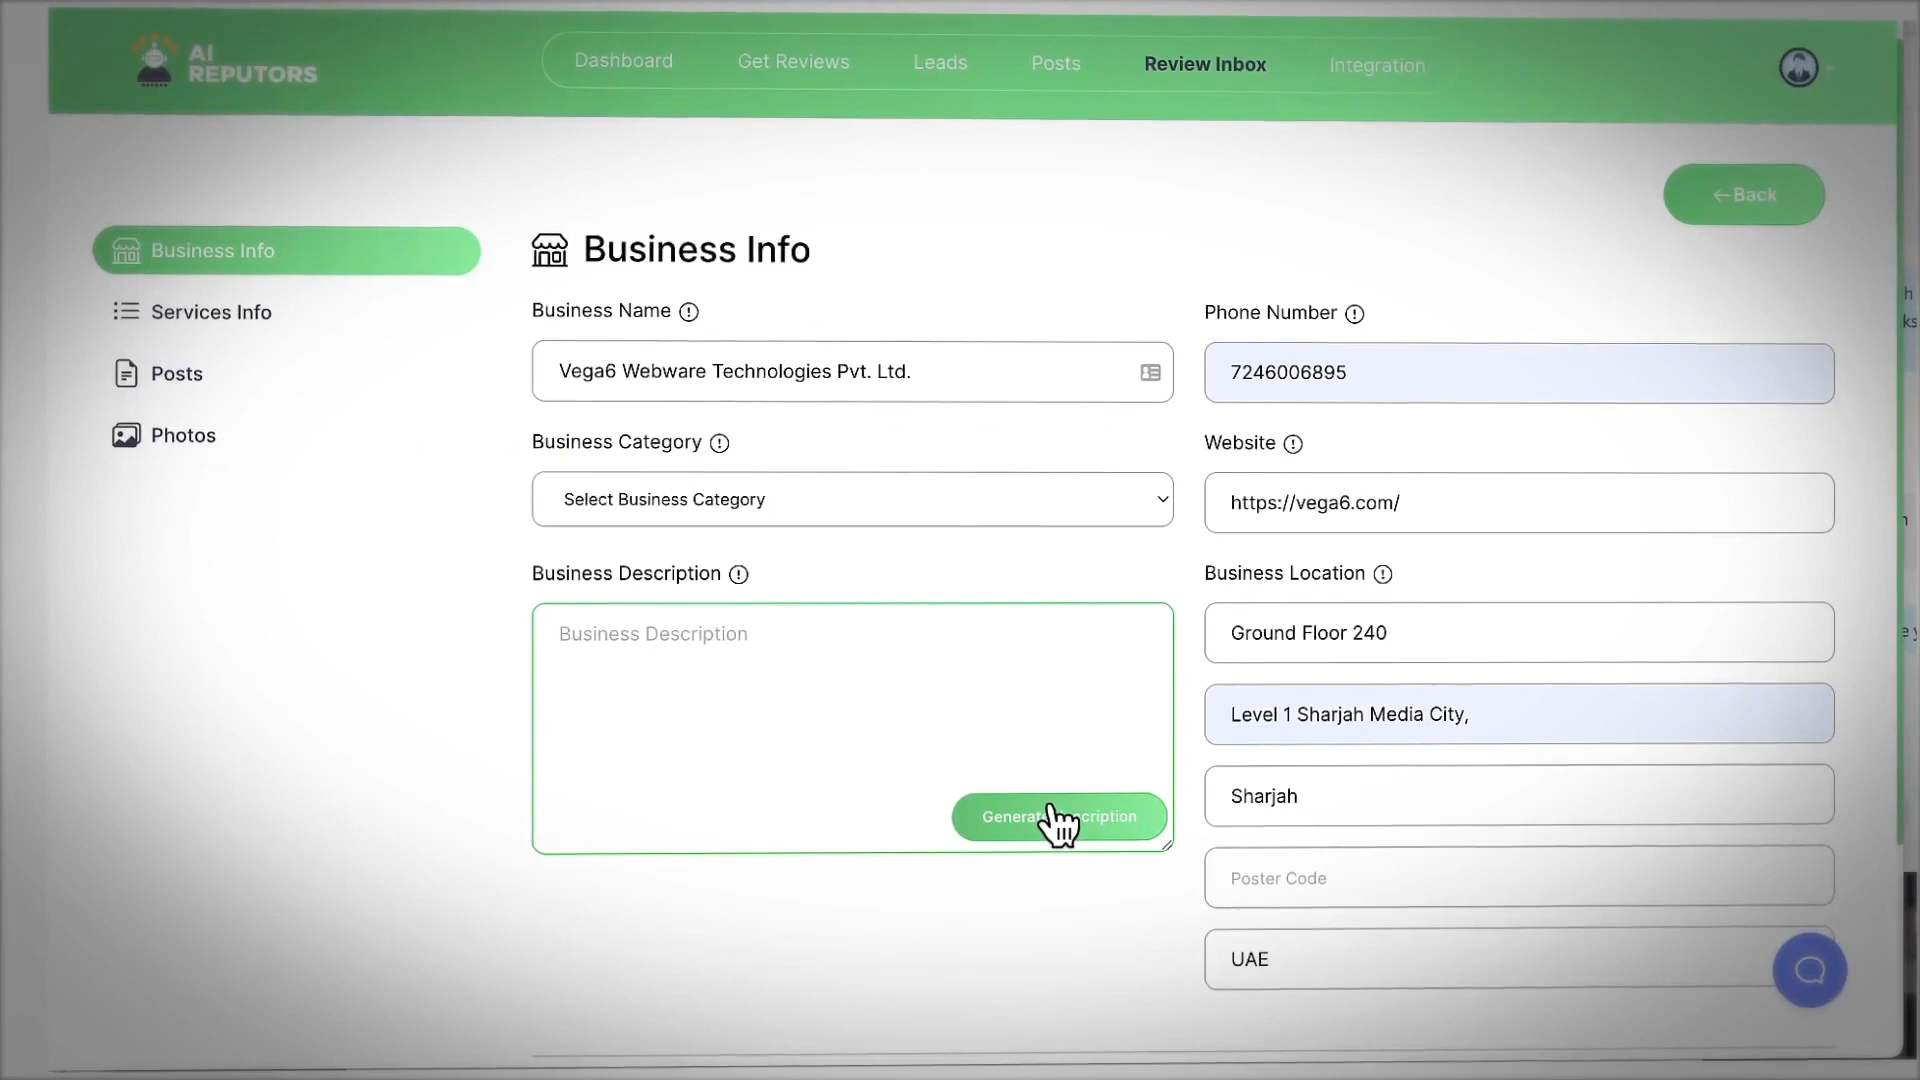 AI
REPUTORS
Dashboard
Get Reviews
Leads
Posts
Review Inbox
Integration
←Back
Business Info
Services Info
Posts
Photos
Business Info
Business Name
Vega6 Webware Technologies Pvt. Ltd.
Business Category
Select Business Category
Business Description
Business Description
Phone Number
7246006895
Website
https://vega6.com/
Business Location
Ground Floor 240
Level 1 Sharjah Media City,
Sharjah
Poster Code
UAE